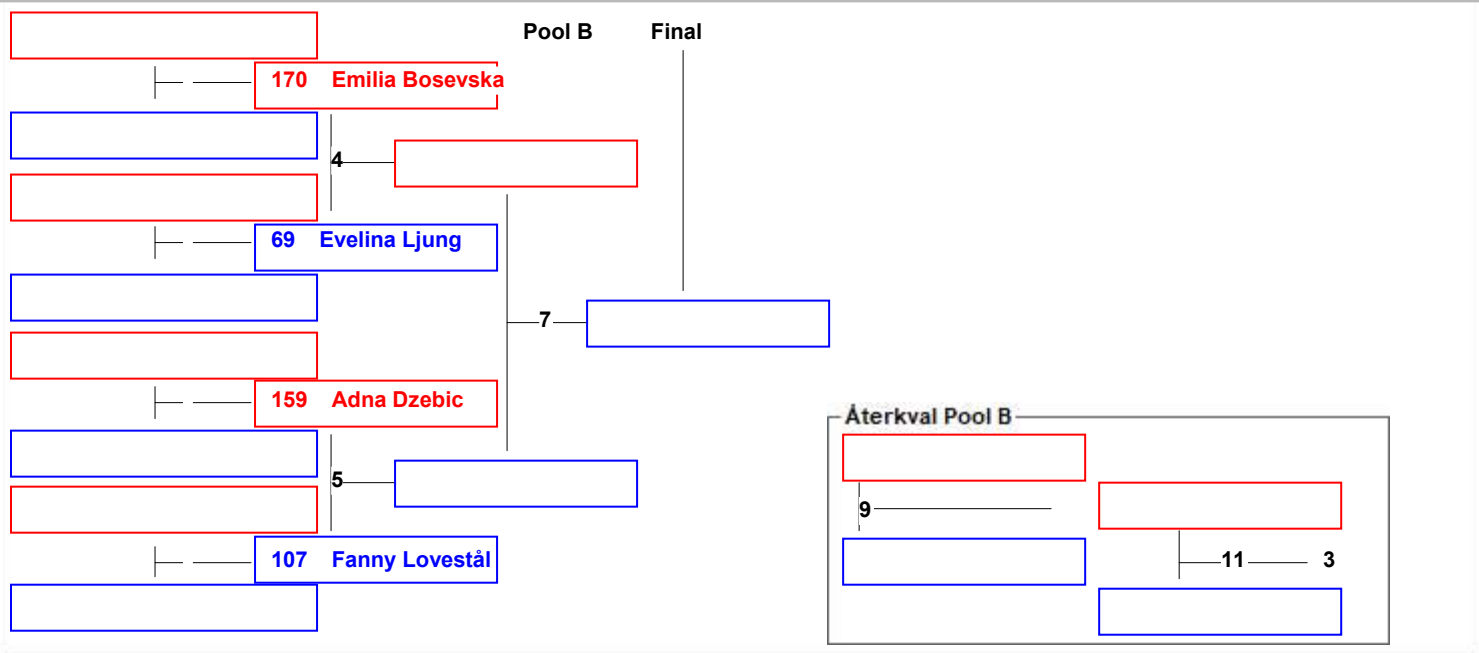 Pool B Final
170 Emilia Bosevska
4
69 Evelina Ljung
7
159 Adna Dzebic
Återkval Pool B
5
9
107 Fanny Lovestål
11 3